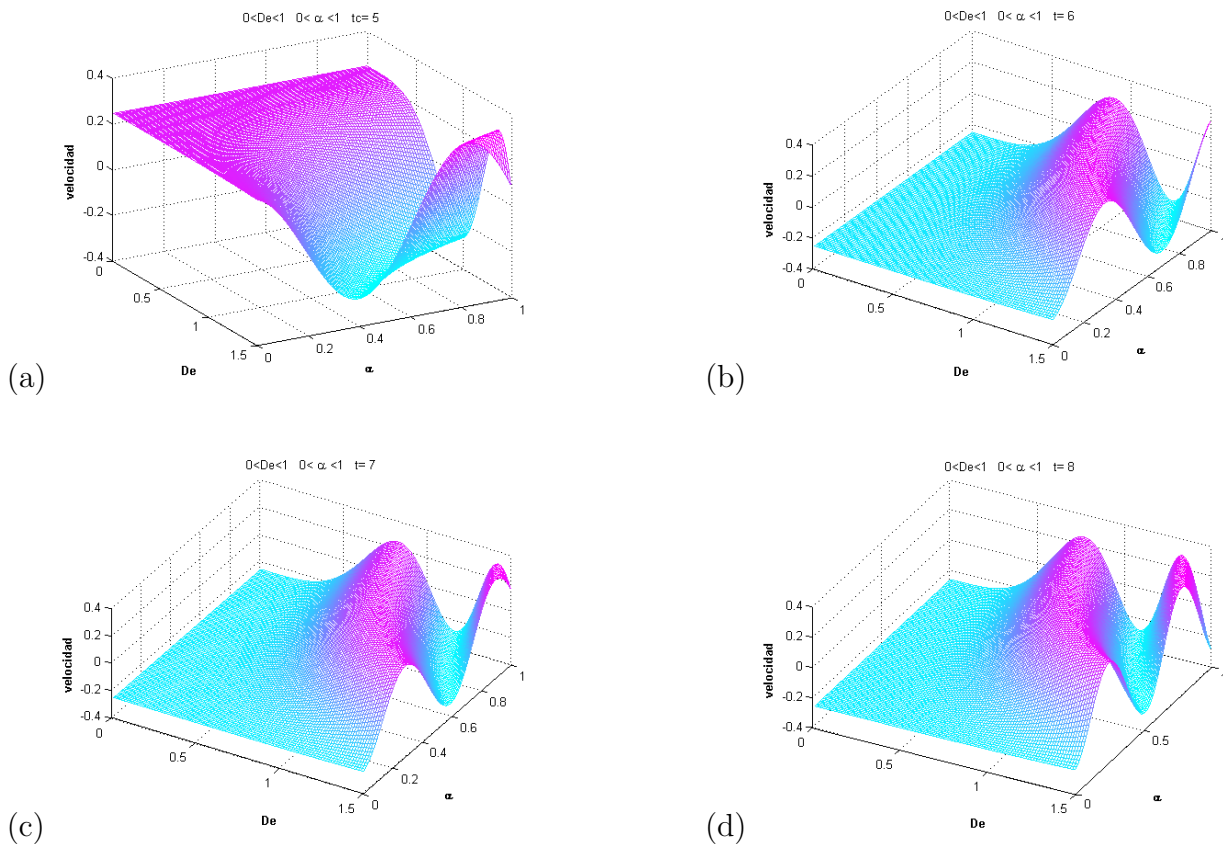 0<De<1 0< α <1 tc= 5
0.4
0.2
0
-0.2
-0.4
velocidad
0
0.5
1
1.5
De
0
0.2
0.4
0.6
0.8
1
α
(a)
0<De<1 0< α <1 t= 6
0.4
0.2
0
-0.2
-0.4
velocidad
0
0.5
1
1.5
De
0
0.2
0.4
0.6
0.8
α
(b)
0<De<1 0< α <1 t= 7
0.4
0.2
0
-0.2
-0.4
velocidad
0
0.5
1
1.5
De
0
0.2
0.4
0.6
0.8
1
α
(c)
0<De<1 0< α <1 t= 8
0.4
0.2
0
-0.2
-0.4
velocidad
0
0.5
1
1.5
De
0
0.5
α
(d)